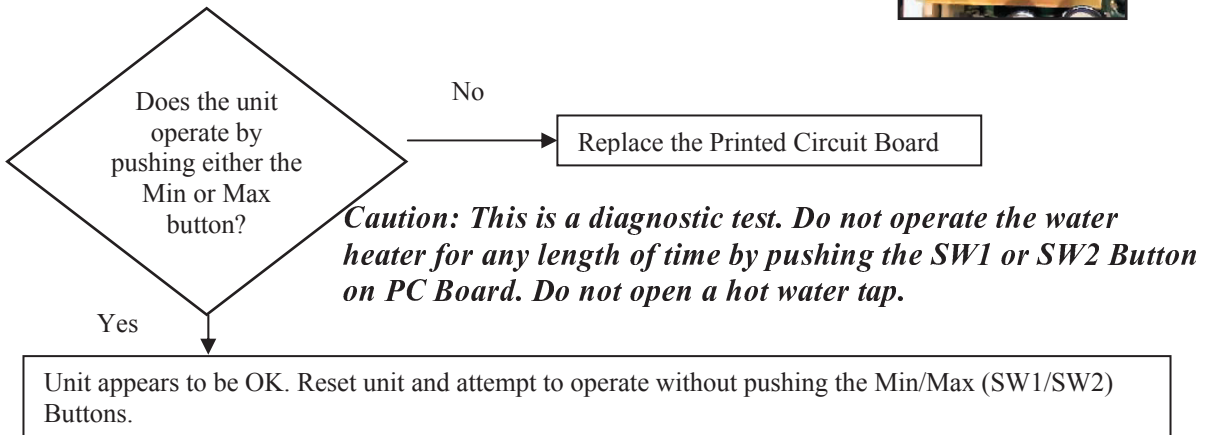 Does the unit
operate by
pushing either the
Min or Max
button?
No
Replace the Printed Circuit Board
Caution: This is a diagnostic test. Do not operate the water
heater for any length of time by pushing the SW1 or SW2 Button
on PC Board. Do not open a hot water tap.
Yes
Unit appears to be OK. Reset unit and attempt to operate without pushing the Min/Max (SW1/SW2)
Buttons.